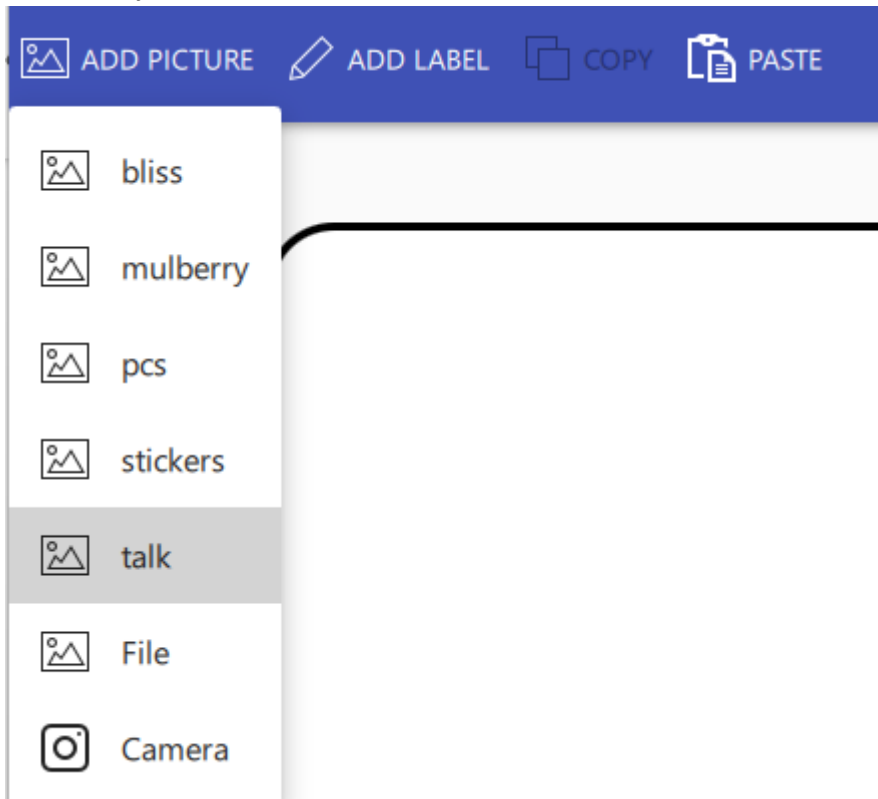 ADD PICTURE ADD LABEL COPY PASTE
bliss
mulberry
pcs
stickers
talk
File
Camera